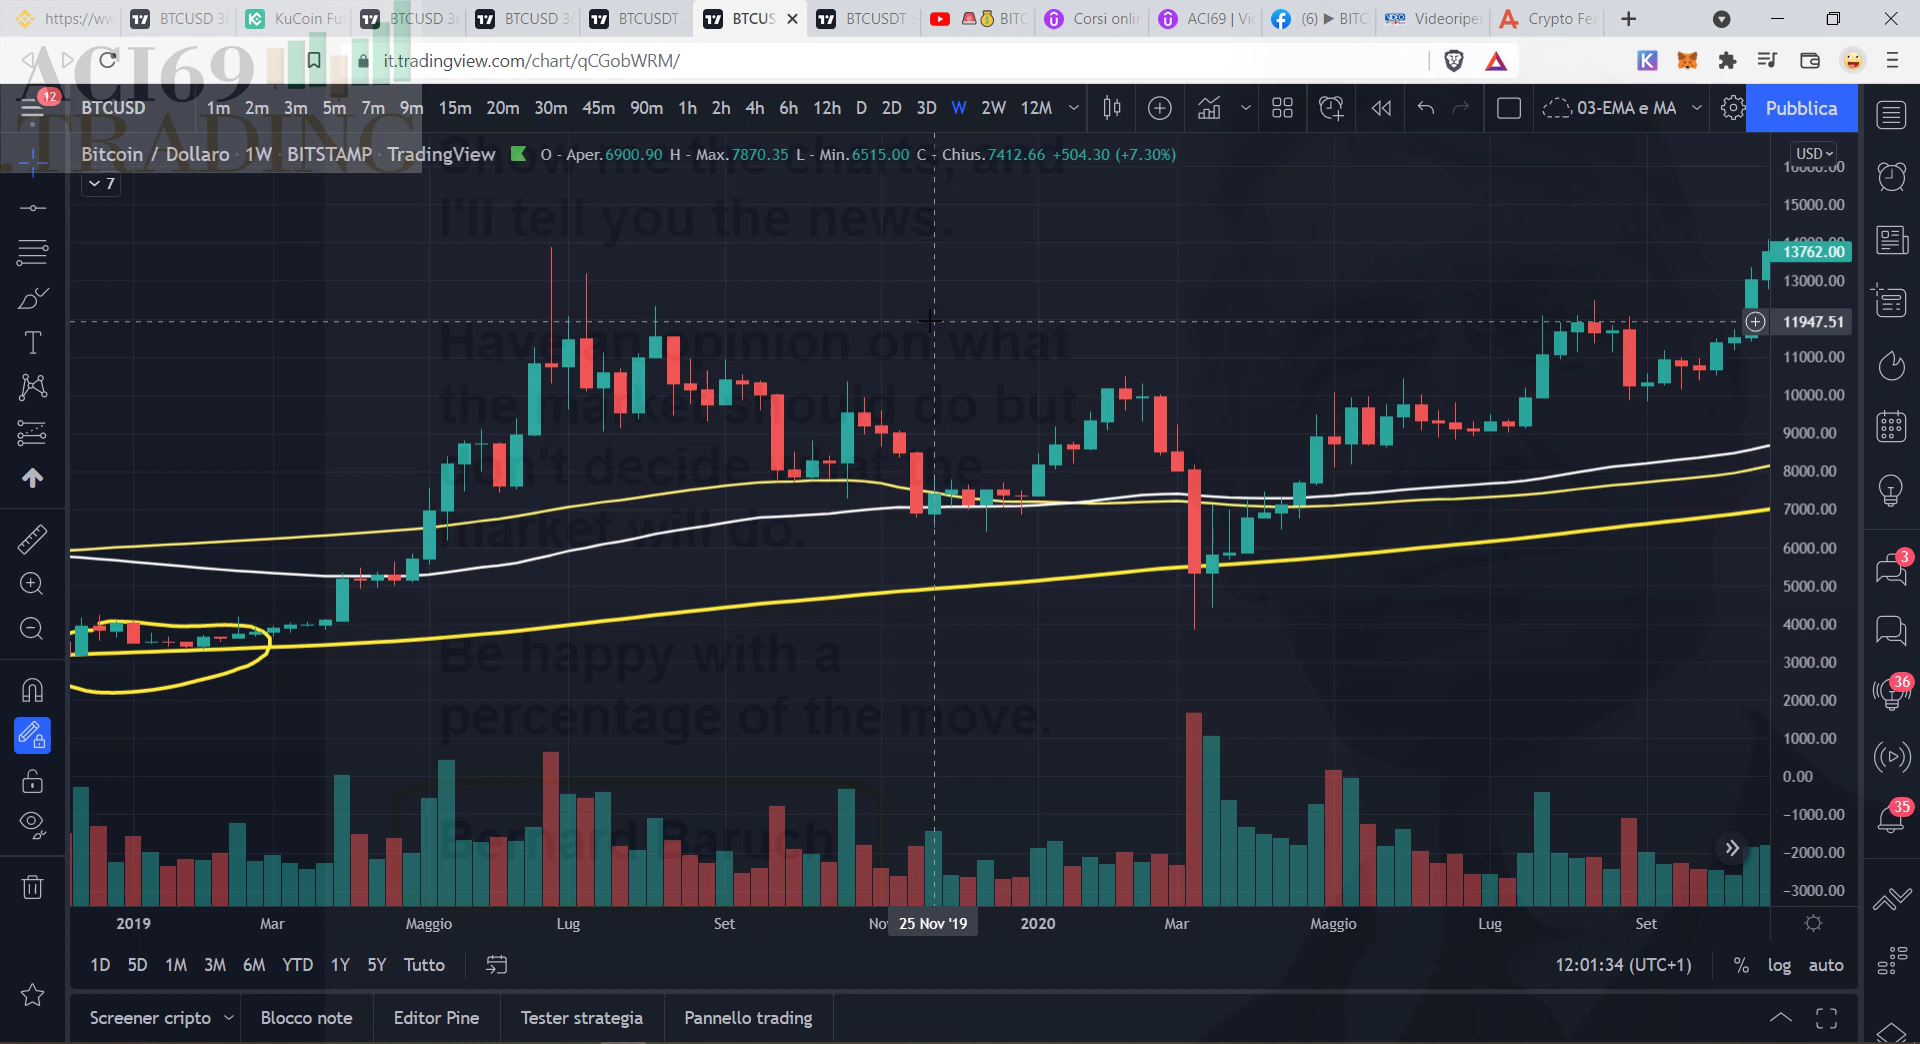 https://ww
BTCUSD 3
KuCoin Fu
BTCUSD 3
BTCUSD 3
BTCUSDT
BTCUS
BTCUSDT
BITC
Corsi onlin
ACI69 | Vi
(6) ▶ BITC
Videoripe
Crypto Fe
it.tradingview.com/chart/qCGobWRM/
ACI69
.TRADING
12
BTCUSD 1m 2m 3m 5m 7m 9m 15m 20m 30m 45m 90m 1h 2h 4h 6h 12h D 2D 3D W 2W 12M
03-EMA e MA
Pubblica
Bitcoin / Dollaro · 1W · BITSTAMP · TradingView O - Aper.6900.90 H - Max.7870.35 L - Min.6515.00 C - Chius.7412.66 +504.30 (+7.30%)
7
USD
Show me the charts, and
I'll tell you the news.
Have an opinion on what
the market should do but
don't decide what the
market will do.
Be happy with a
percentage of the move.
Bernard Baruch
16000.00
15000.00
14000.00
13762.00
13000.00
11947.51
11000.00
10000.00
9000.00
8000.00
7000.00
6000.00
5000.00
4000.00
3000.00
2000.00
1000.00
0.00
−1000.00
−2000.00
−3000.00
3
36
35
2019 Mar Maggio Lug Set Nov 25 Nov '19 2020 Mar Maggio Lug Set
1D 5D 1M 3M 6M YTD 1Y 5Y Tutto
12:01:34 (UTC+1) % log auto
Screener cripto Blocco note Editor Pine Tester strategia Pannello trading